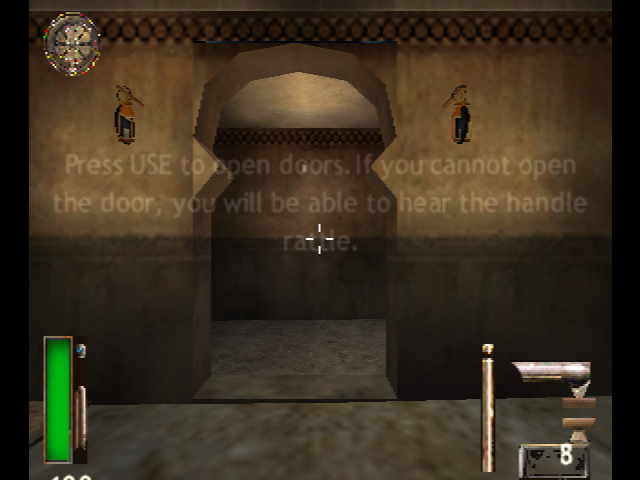 Press USE to open doors. If you cannot open
the door, you will be able to hear the handle
rattle.
8